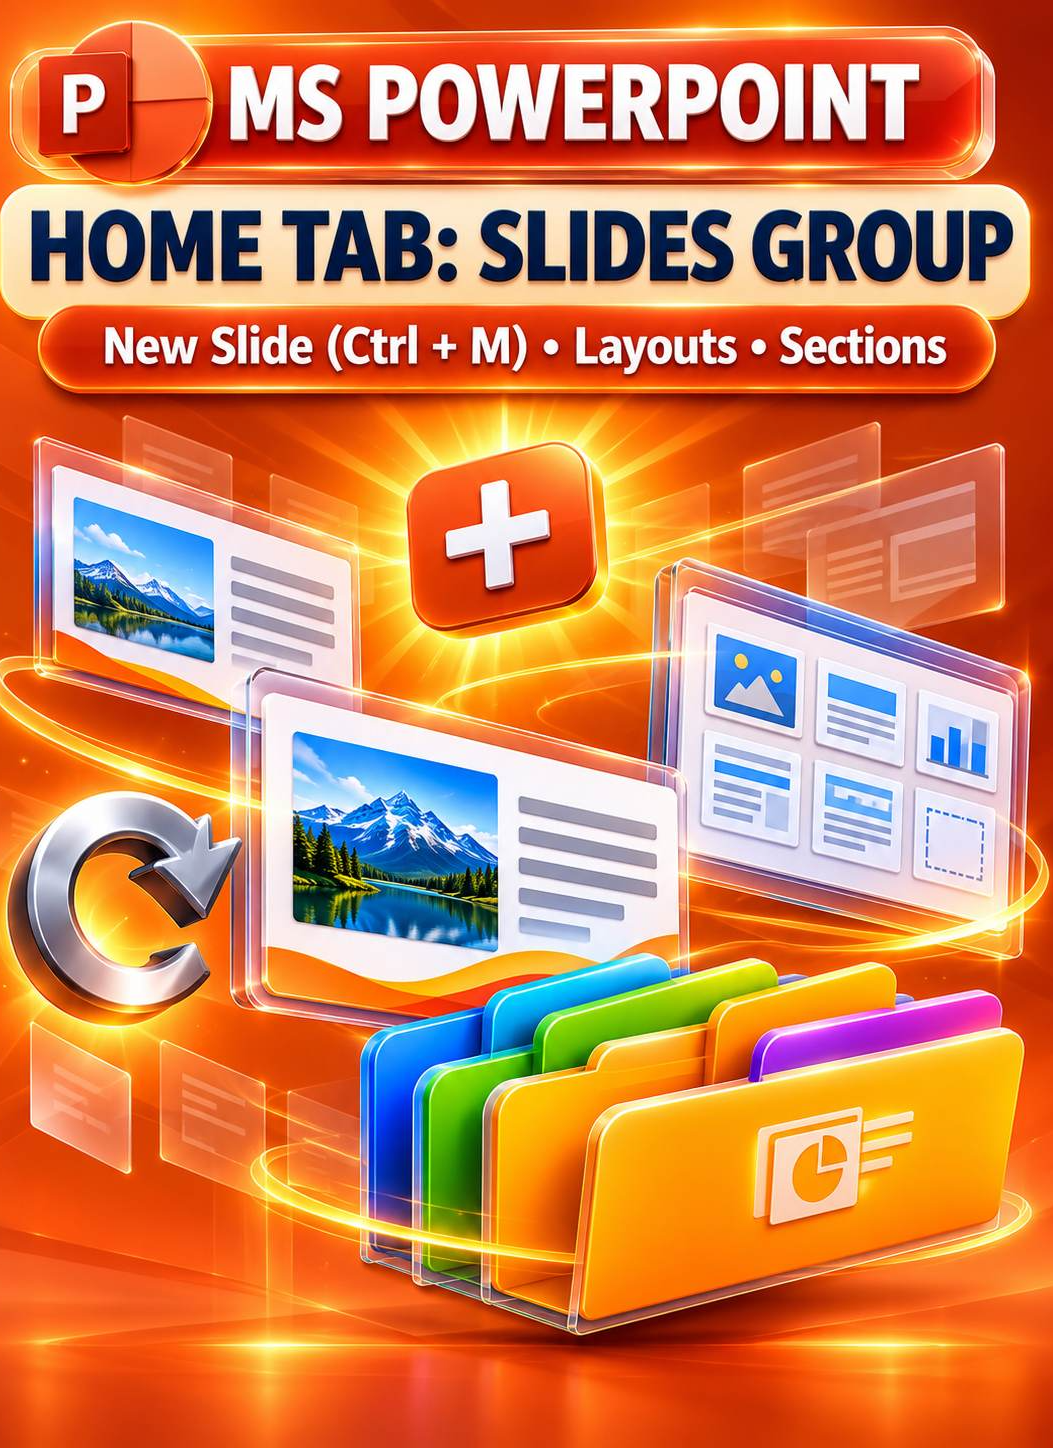 P
MS POWERPOINT
HOME TAB: SLIDES GROUP
New Slide (Ctrl + M) • Layouts • Sections